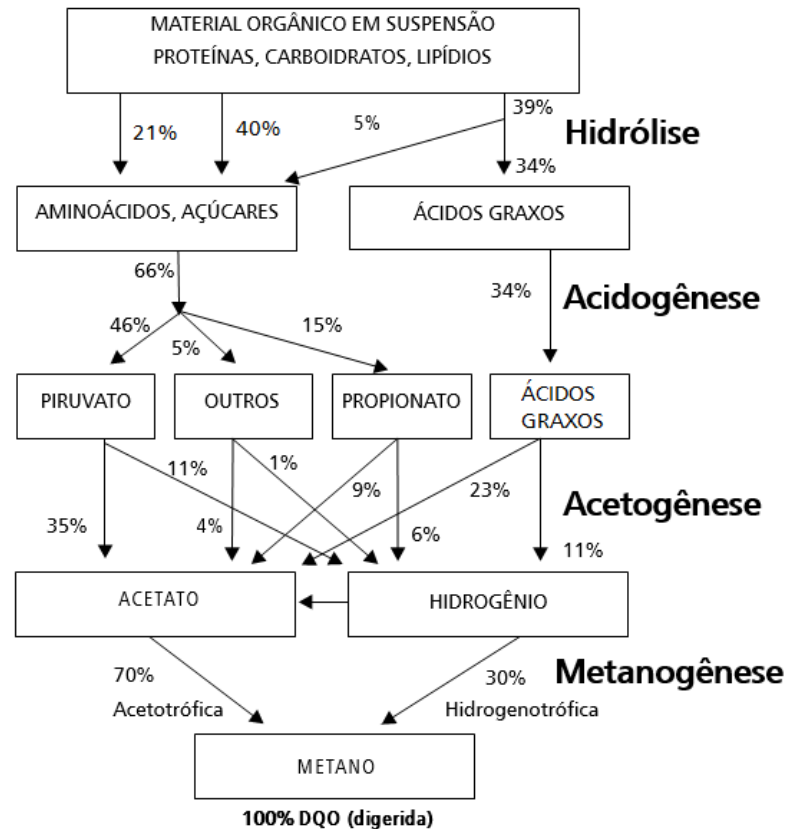 MATERIAL ORGÂNICO EM SUSPENSÃO
PROTEÍNAS, CARBOIDRATOS, LIPÍDIOS
21%
40%
5%
39%
Hidrólise
34%
AMINOÁCIDOS, AÇÚCARES
ÁCIDOS GRAXOS
66%
34%
Acidogênese
46%
5%
15%
PIRUVATO
OUTROS
PROPIONATO
ÁCIDOS
GRAXOS
11%
1%
9%
23%
Acetogênese
35%
4%
6%
11%
ACETATO
HIDROGÊNIO
Metanogênese
70%
30%
Acetotrófica
Hidrogenotrófica
METANO
100% DQO (digerida)